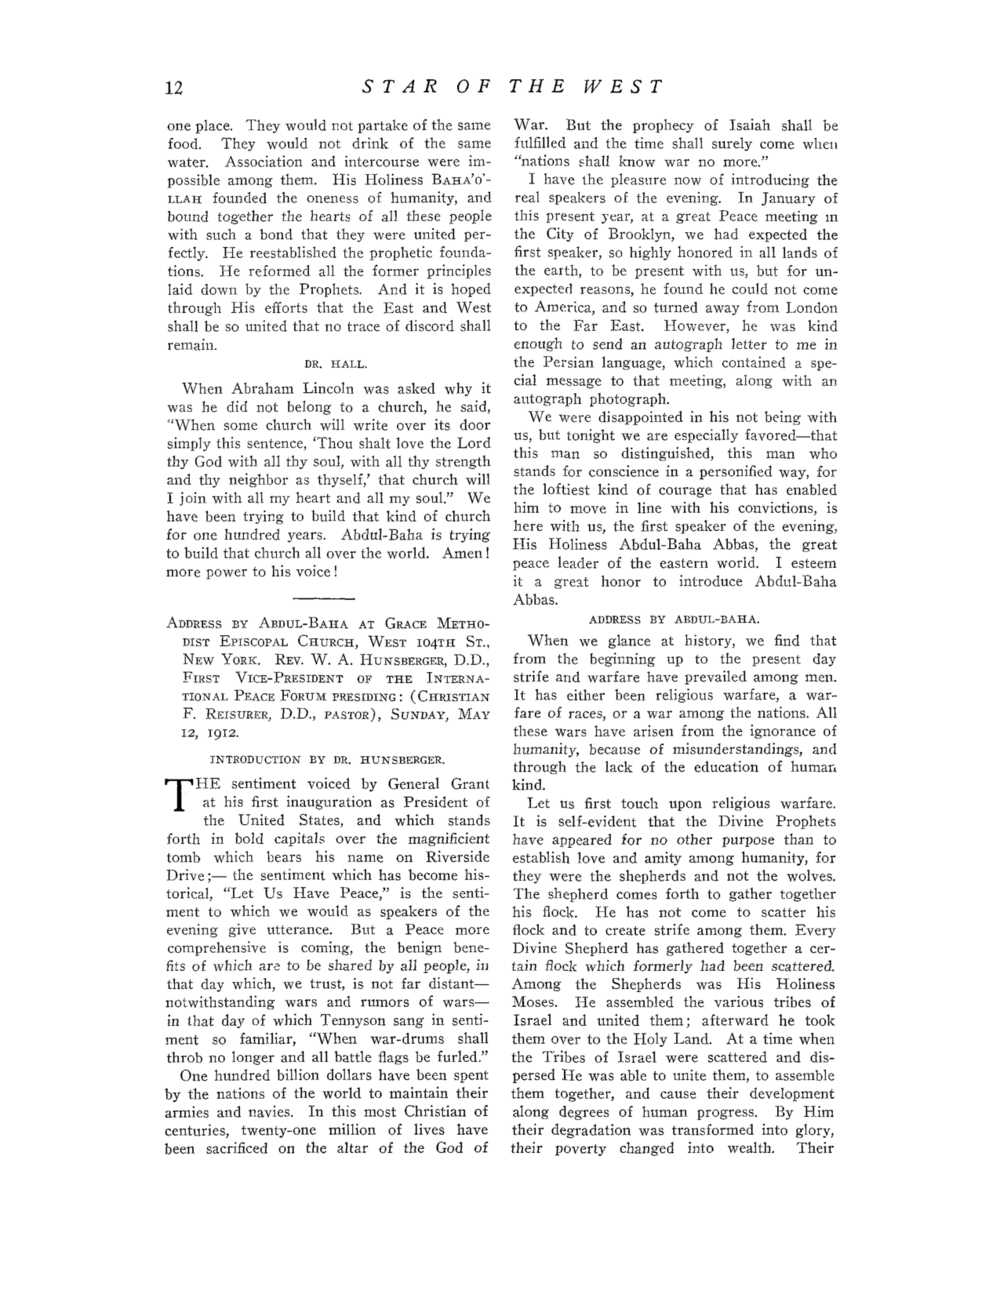 12
STAR OF THE WEST
one place. They would not partake of the same
food. They would not drink of the same
water. Association and intercourse were im-
possible among them. His Holiness BAHA'O'-
LLAH founded the oneness of humanity, and
bound together the hearts of all these people
with such a bond that they were united per-
fectly. He reestablished the prophetic founda-
tions. He reformed all the former principles
laid down by the Prophets. And it is hoped
through His efforts that the East and West
shall be so united that no trace of discord shall
remain.
DR. HALL.
When Abraham Lincoln was asked why it
was he did not belong to a church, he said,
"When some church will write over its door
simply this sentence, 'Thou shalt love the Lord
thy God with all thy soul, with all thy strength
and thy neighbor as thyself,' that church will
I join with all my heart and all my soul." We
have been trying to build that kind of church
for one hundred years. Abdul-Baha is trying
to build that church all over the world. Amen!
more power to his voice!
ADDRESS BY ABDUL-BAHA AT GRACE METHO-
DIST EPISCOPAL CHURCH, WEST 104TH ST.,
NEW YORK. REV. W. A. HUNSBERGER, D.D.,
FIRST VICE-PRESIDENT OF THE INTERNA-
TIONAL PEACE FORUM PRESIDING: (CHRISTIAN
F. REISURER, D.D., PASTOR), SUNDAY, MAY
12, 1912.
INTRODUCTION BY DR. HUNSBERGER.
THE sentiment voiced by General Grant
at his first inauguration as President of
the United States, and which stands
forth in bold capitals over the magnificient
tomb which bears his name on Riverside
Drive;— the sentiment which has become his-
torical, "Let Us Have Peace," is the senti-
ment to which we would as speakers of the
evening give utterance. But a Peace more
comprehensive is coming, the benign bene-
fits of which are to be shared by all people, in
that day which, we trust, is not far distant—
notwithstanding wars and rumors of wars—
in that day of which Tennyson sang in senti-
ment so familiar, "When war-drums shall
throb no longer and all battle flags be furled."
One hundred billion dollars have been spent
by the nations of the world to maintain their
armies and navies. In this most Christian of
centuries, twenty-one million of lives have
been sacrificed on the altar of the God of
War. But the prophecy of Isaiah shall be
fulfilled and the time shall surely come when
"nations shall know war no more."
I have the pleasure now of introducing the
real speakers of the evening. In January of
this present year, at a great Peace meeting in
the City of Brooklyn, we had expected the
first speaker, so highly honored in all lands of
the earth, to be present with us, but for un-
expected reasons, he found he could not come
to America, and so turned away from London
to the Far East. However, he was kind
enough to send an autograph letter to me in
the Persian language, which contained a spe-
cial message to that meeting, along with an
autograph photograph.
We were disappointed in his not being with
us, but tonight we are especially favored—that
this man so distinguished, this man who
stands for conscience in a personified way, for
the loftiest kind of courage that has enabled
him to move in line with his convictions, is
here with us, the first speaker of the evening,
His Holiness Abdul-Baha Abbas, the great
peace leader of the eastern world. I esteem
it a great honor to introduce Abdul-Baha
Abbas.
ADDRESS BY ABDUL-BAHA.
When we glance at history, we find that
from the beginning up to the present day
strife and warfare have prevailed among men.
It has either been religious warfare, a war-
fare of races, or a war among the nations. All
these wars have arisen from the ignorance of
humanity, because of misunderstandings, and
through the lack of the education of human
kind.
Let us first touch upon religious warfare.
It is self-evident that the Divine Prophets
have appeared for no other purpose than to
establish love and amity among humanity, for
they were the shepherds and not the wolves.
The shepherd comes forth to gather together
his flock. He has not come to scatter his
flock and to create strife among them. Every
Divine Shepherd has gathered together a cer-
tain flock which formerly had been scattered.
Among the Shepherds was His Holiness
Moses. He assembled the various tribes of
Israel and united them; afterward he took
them over to the Holy Land. At a time when
the Tribes of Israel were scattered and dis-
persed He was able to unite them, to assemble
them together, and cause their development
along degrees of human progress. By Him
their degradation was transformed into glory,
their poverty changed into wealth. Their